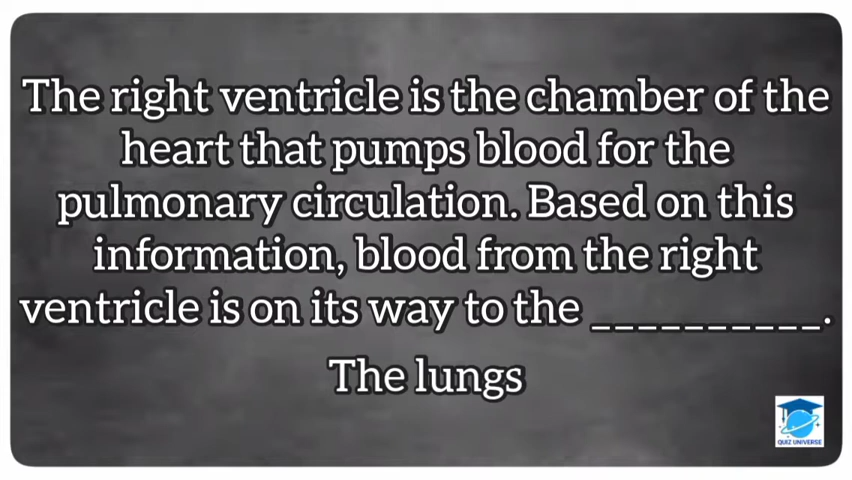 The right ventricle is the chamber of the
heart that pumps blood for the
pulmonary circulation. Based on this
information, blood from the right
ventricle is on its way to the __________.
The lungs
QUIZ UNIVERSE